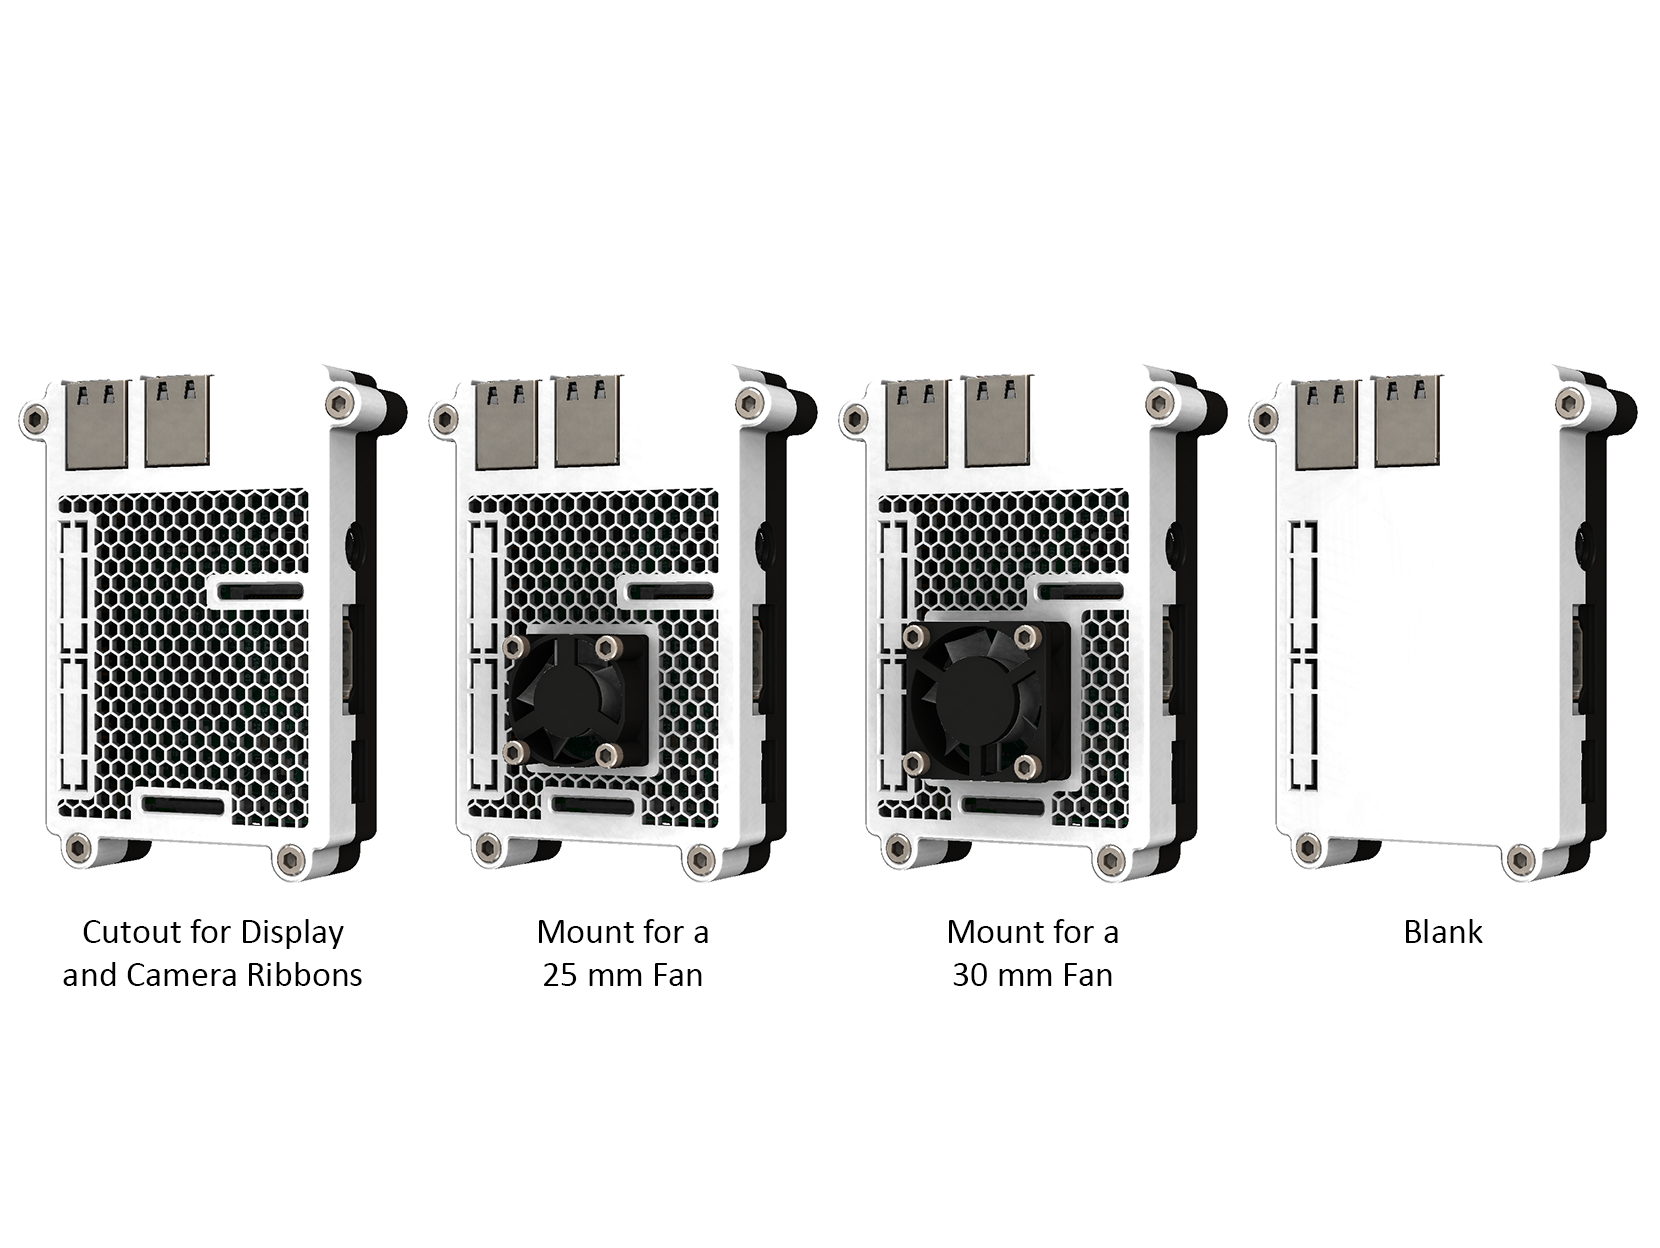 Cutout for Display
and Camera Ribbons
Mount for a
25 mm Fan
Mount for a
30 mm Fan
Blank